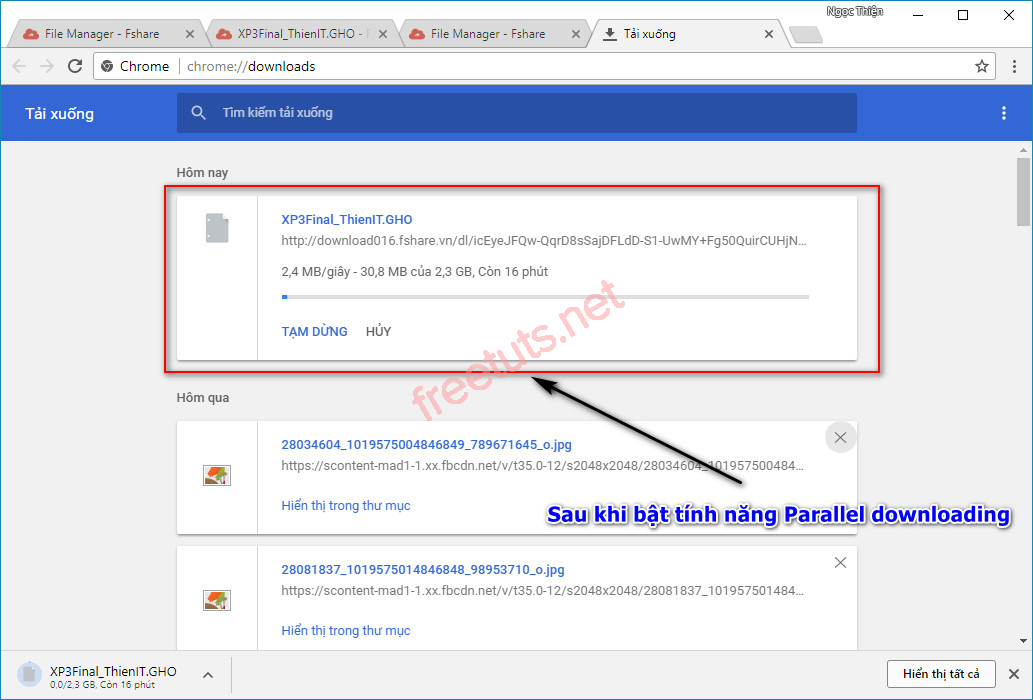 Ngọc Thiện
File Manager - Fshare
XP3Final_ThienIT.GHO -
File Manager - Fshare
Tải xuống
Chrome
chrome://downloads
Tải xuống
Tìm kiếm tải xuống
Hôm nay
XP3Final_ThienIT.GHO
http://download016.fshare.vn/dl/icEyeJFQw-QqrD8sSajDFLdD-S1-UwMY+Fg50QuirCUHjN...
2,4 MB/giây - 30,8 MB của 2,3 GB, Còn 16 phút
TẠM DỪNG HỦY
freetuts.net
Hôm qua
28034604_1019575004846849_789671645_o.jpg
https://scontent-mad1-1.xx.fbcdn.net/v/t35.0-12/s2048x2048/28034604_101957500484...
Hiển thị trong thư mục
Sau khi bật tính năng Parallel downloading
28081837_1019575014846848_98953710_o.jpg
https://scontent-mad1-1.xx.fbcdn.net/v/t35.0-12/s2048x2048/28081837_101957501484...
Hiển thị trong thư mục
XP3Final_ThienIT.GHO
0,0/2,3 GB, Còn 16 phút
Hiển thị tất cả